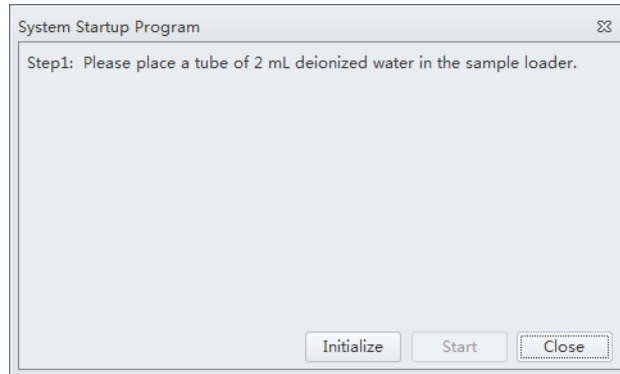 System Startup Program
Step1: Please place a tube of 2 mL deionized water in the sample loader.
Initialize Start Close